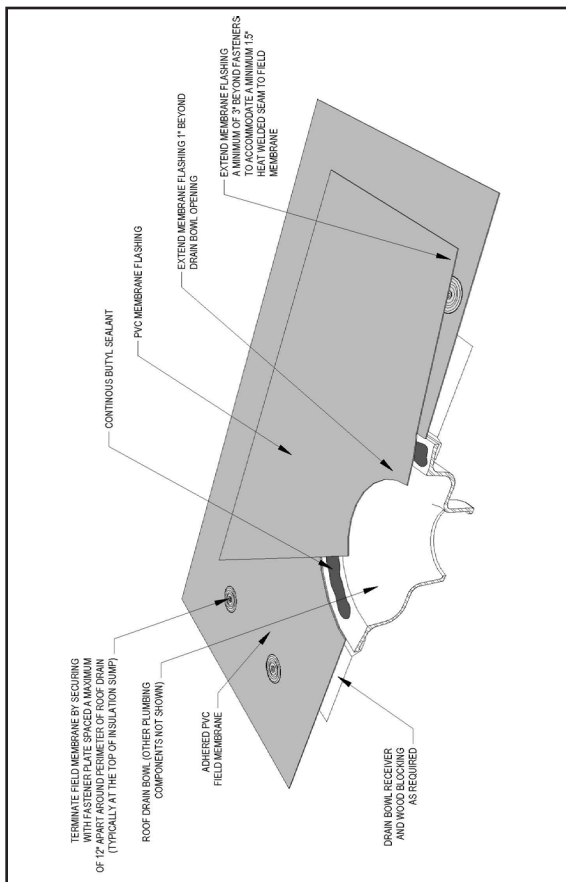 TERMINATE FIELD MEMBRANE BY SECURING
WITH FASTENER PLATE SPACED A MAXIMUM
OF 12" APART AROUND PERIMETER OF ROOF DRAIN
(TYPICALLY AT THE TOP OF INSULATION SUMP)
ROOF DRAIN BOWL (OTHER PLUMBING
COMPONENTS NOT SHOWN)
ADHERED PVC
FIELD MEMBRANE
DRAIN BOWL RECEIVER
AND WOOD BLOCKING
AS REQUIRED
CONTINOUS BUTYL SEALANT
PVC MEMBRANE FLASHING
EXTEND MEMBRANE FLASHING 1" BEYOND
DRAIN BOWL OPENING
EXTEND MEMBRANE FLASHING
A MINIMUM OF 3" BEYOND FASTENERS
TO ACCOMMODATE A MINIMUM 1.5"
HEAT WELDED SEAM TO FIELD
MEMBRANE